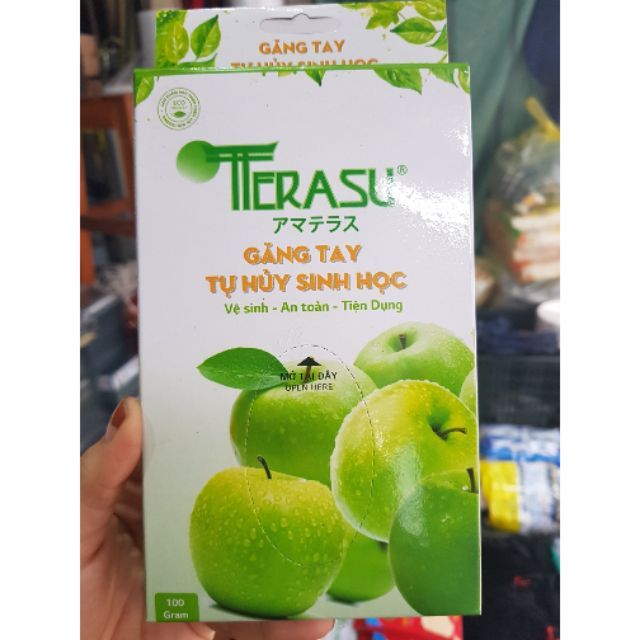 GĂNG TAY
TỰ HỦY SINH HỌC
ECO
TERASU®
アマテラス
GĂNG TAY
TỰ HỦY SINH HỌC
Vệ sinh - An toàn - Tiện Dụng
MỞ TẠI ĐÂY
OPEN HERE
100
Gram